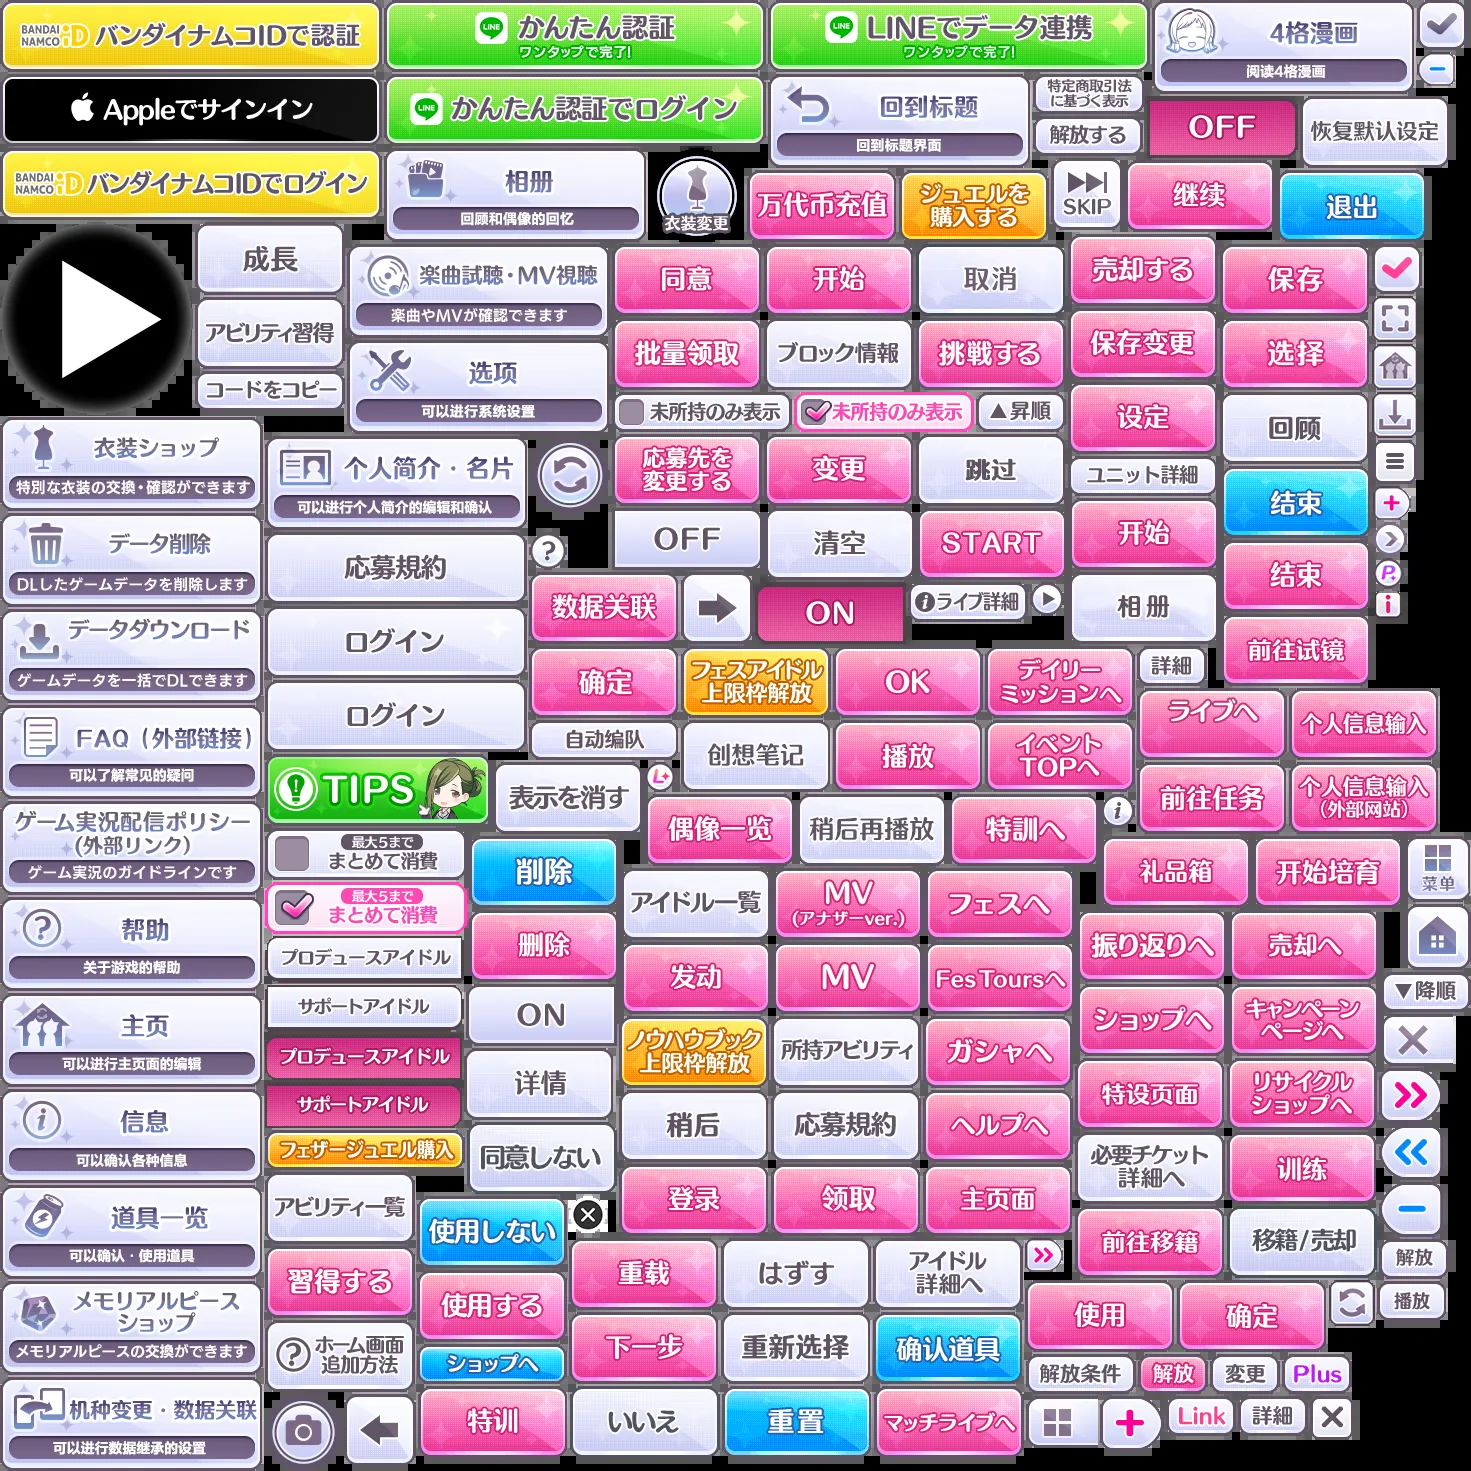 BANDAI NAMCO iD バンダイナムコIDで認証
LINE かんたん認証
ワンタップで完了!
LINE LINEでデータ連携
ワンタップで完了!
4格漫画
阅读4格漫画
Appleでサインイン
LINE かんたん認証でログイン
回到标题
回到标题界面
特定商取引法
に基づく表示
解放する
OFF
恢复默认设定
BANDAI NAMCO iD バンダイナムコIDでログイン
相册
回顾和偶像的回忆
衣装変更
万代币充值
ジュエルを
購入する
SKIP
继续
退出
成長
アビリティ習得
コードをコピー
楽曲試聴・MV視聴
楽曲やMVが確認できます
选项
可以进行系统设置
同意
开始
取消
売却する
保存
批量领取
ブロック情報
挑戦する
保存变更
选择
未所持のみ表示
未所持のみ表示
▲昇順
设定
回顾
衣装ショップ
特別な衣装の交換・確認ができます
个人简介・名片
可以进行个人简介的编辑和确认
応募先を
変更する
变更
跳过
ユニット詳細
结束
データ削除
DLしたゲームデータを削除します
応募規約
OFF
清空
START
开始
结束
P
i
?
数据关联
ON
iライブ詳細
相册
データダウンロード
ゲームデータを一括でDLできます
ログイン
ログイン
确定
フェスアイドル
上限枠解放
OK
デイリー
ミッションへ
詳細
前往试镜
FAQ（外部链接）
可以了解常见的疑问
自动编队
创想笔记
播放
イベント
TOPへ
ライブへ
个人信息输入
TIPS
表示を消す
L
前往任务
个人信息输入
（外部网站）
ゲーム実況配信ポリシー
(外部リンク)
ゲーム実況のガイドラインです
最大5まで
まとめて消費
最大5まで
まとめて消費
削除
偶像一览
稍后再播放
特訓へ
i
礼品箱
开始培育
菜单
帮助
关于游戏的帮助
プロデュースアイドル
サポートアイドル
プロデュースアイドル
サポートアイドル
フェザージュエル購入
删除
ON
详情
同意しない
アイドル一覧
MV
(アナザーver.)
フェスへ
振り返りへ
売却へ
发动
MV
Fes Toursへ
ショップへ
キャンペーン
ページへ
▼降順
主页
可以进行主页面的编辑
ノウハウブック
上限枠解放
所持アビリティ
ガシャへ
特设页面
リサイクル
ショップへ
信息
可以确认各种信息
稍后
応募規約
ヘルプへ
必要チケット
詳細へ
训练
道具一览
可以确认・使用道具
アビリティ一覧
使用しない
登录
领取
主页面
前往移籍
移籍/売却
解放
習得する
使用する
重载
はずす
アイドル
詳細へ
使用
确定
播放
メモリアルピース
ショップ
メモリアルピースの交換ができます
ホーム画面
追加方法
ショップへ
下一步
重新选择
确认道具
解放条件
解放
変更
Plus
机种变更・数据关联
可以进行数据继承的设置
特訓
いいえ
重置
マッチライブへ
Link
詳細